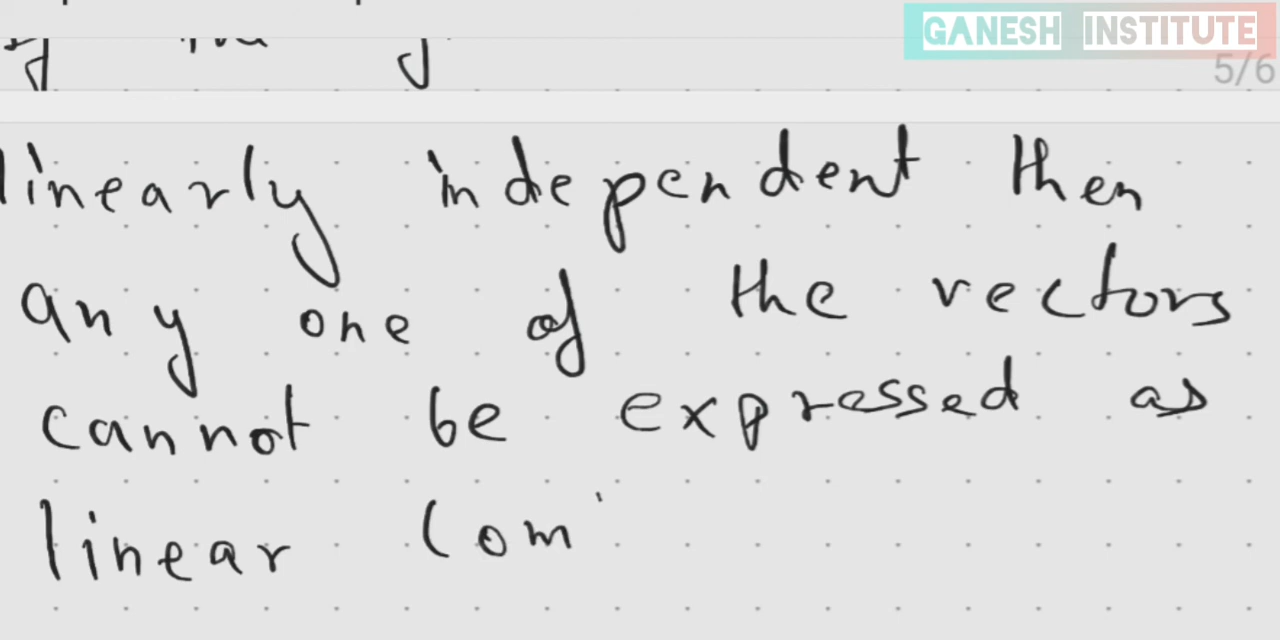 GANESH INSTITUTE
5/6
linearly independent then
any one of the vectors
cannot be expressed as
linear com